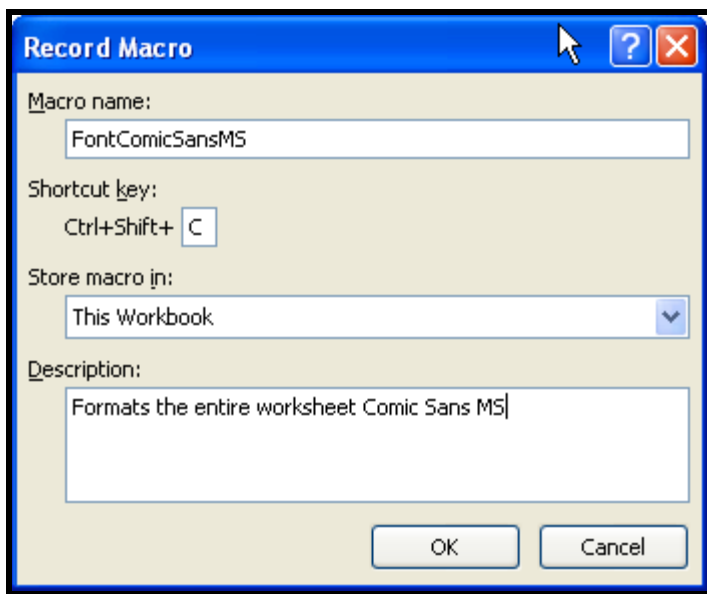 Record Macro
?
Macro name:
FontComicSansMS
Shortcut key:
Ctrl+Shift+ C
Store macro in:
This Workbook
Description:
Formats the entire worksheet Comic Sans MS
OK Cancel